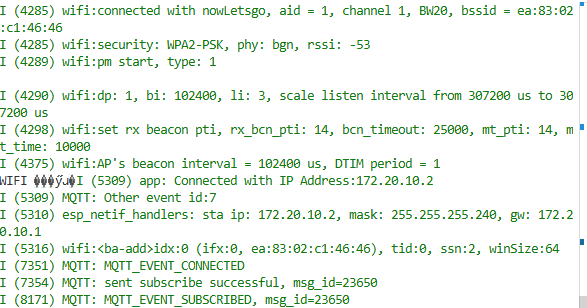 I (4285) wifi:connected with nowLetsgo, aid = 1, channel 1, BW20, bssid = ea:83:02
:c1:46:46
I (4285) wifi:security: WPA2-PSK, phy: bgn, rssi: -53
I (4289) wifi:pm start, type: 1
I (4290) wifi:dp: 1, bi: 102400, li: 3, scale listen interval from 307200 us to 30
7200 us
I (4298) wifi:set rx beacon pti, rx_bcn_pti: 14, bcn_timeout: 25000, mt_pti: 14, m
t_time: 10000
I (4375) wifi:AP's beacon interval = 102400 us, DTIM period = 1
WIFI I (5309) app: Connected with IP Address:172.20.10.2
I (5309) MQTT: Other event id:7
I (5310) esp_netif_handlers: sta ip: 172.20.10.2, mask: 255.255.255.240, gw: 172.2
0.10.1
I (5316) wifi:<ba-add>idx:0 (ifx:0, ea:83:02:c1:46:46), tid:0, ssn:2, winSize:64
I (7351) MQTT: MQTT_EVENT_CONNECTED
I (7354) MQTT: sent subscribe successful, msg_id=23650
I (8171) MQTT: MQTT_EVENT_SUBSCRIBED, msg_id=23650